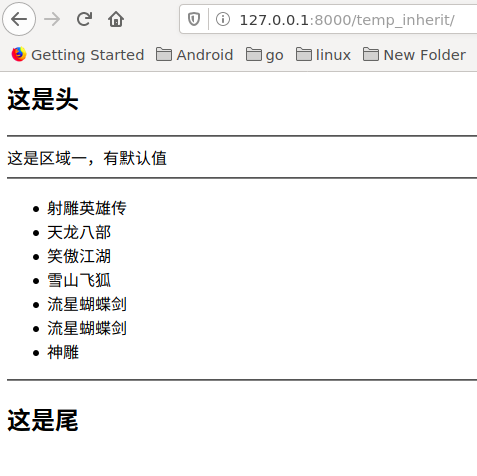 127.0.0.1:8000/temp_inherit/
Getting Started Android go linux New Folder
这是头
这是区域一，有默认值
射雕英雄传
天龙八部
笑傲江湖
雪山飞狐
流星蝴蝶剑
流星蝴蝶剑
神雕
这是尾